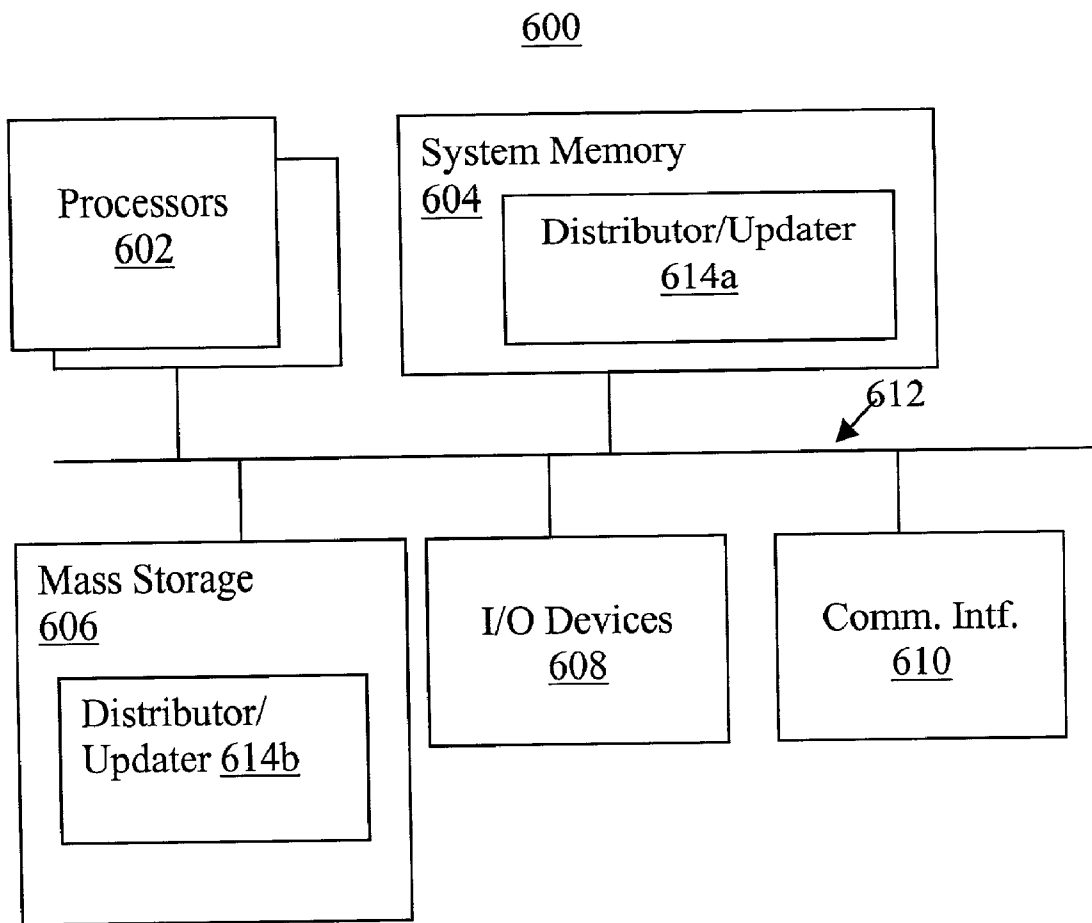 600
Processors
602
System Memory
604
Distributor/Updater
614a
612
Mass Storage
606
Distributor/
Updater 614b
I/O Devices
608
Comm. Intf.
610